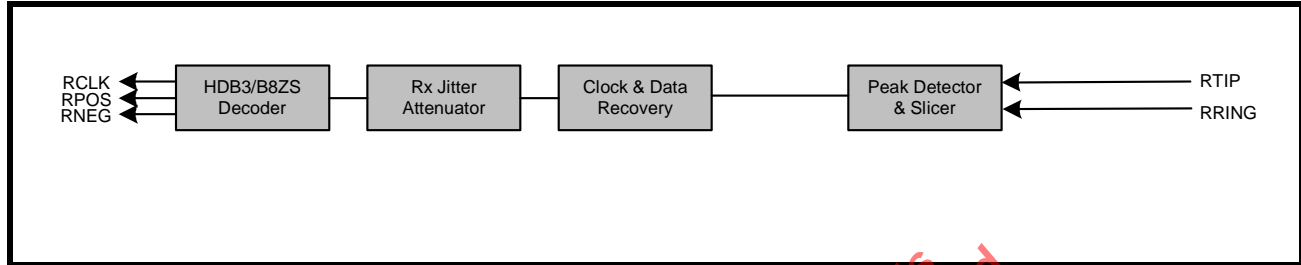 RCLK
RPOS
RNEG
HDB3/B8ZS
Decoder
Rx Jitter
Attenuator
Clock & Data
Recovery
Peak Detector
& Slicer
RTIP
RRING